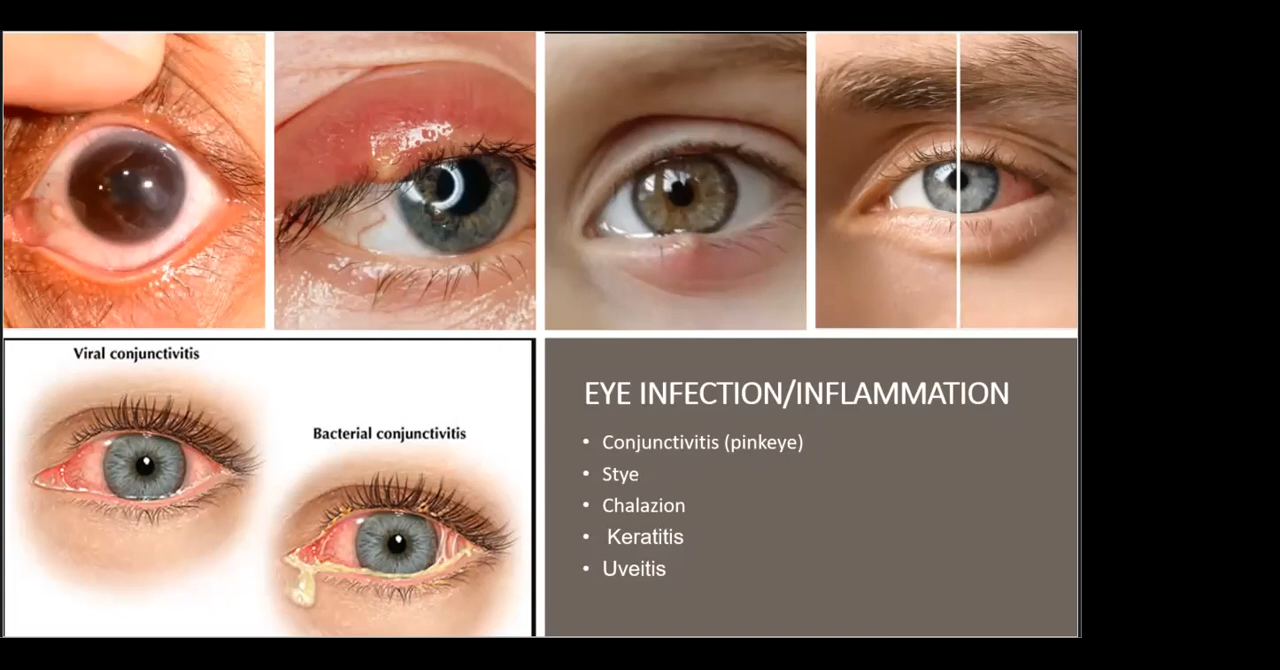 Viral conjunctivitis
Bacterial conjunctivitis
EYE INFECTION/INFLAMMATION
• Conjunctivitis (pinkeye)
• Stye
• Chalazion
• Keratitis
• Uveitis